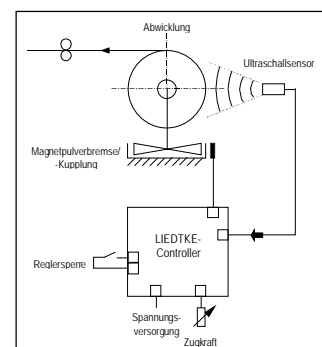 Abwicklung
Ultraschallsensor
Magnetpulverbremse/
-Kupplung
LIEDTKE-
Controller
Reglersperre
Spannungs-
versorgung
Zugkraft